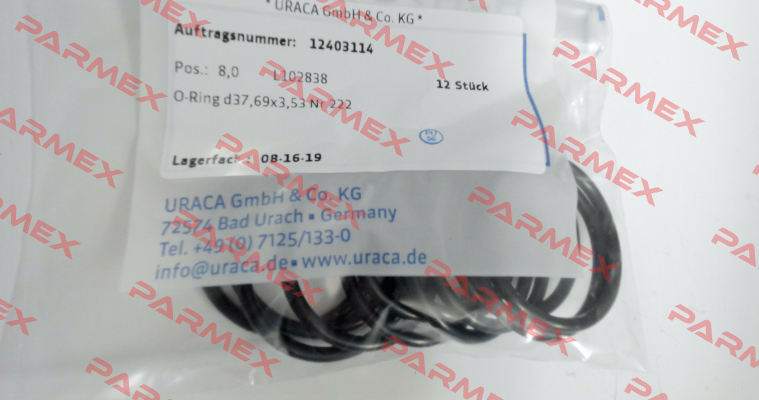 * URACA GmbH & Co. KG *
Auftragsnummer: 12403114
Pos.: 8,0 L102838 12 Stück
O-Ring d37,69x3,53 Nr 222
Lagerfach: 08-16-19
URACA GmbH & Co. KG
72574 Bad Urach ▪ Germany
Tel. +49(0) 7125/133-0
info@uraca.de ▪ www.uraca.de
PARMEX